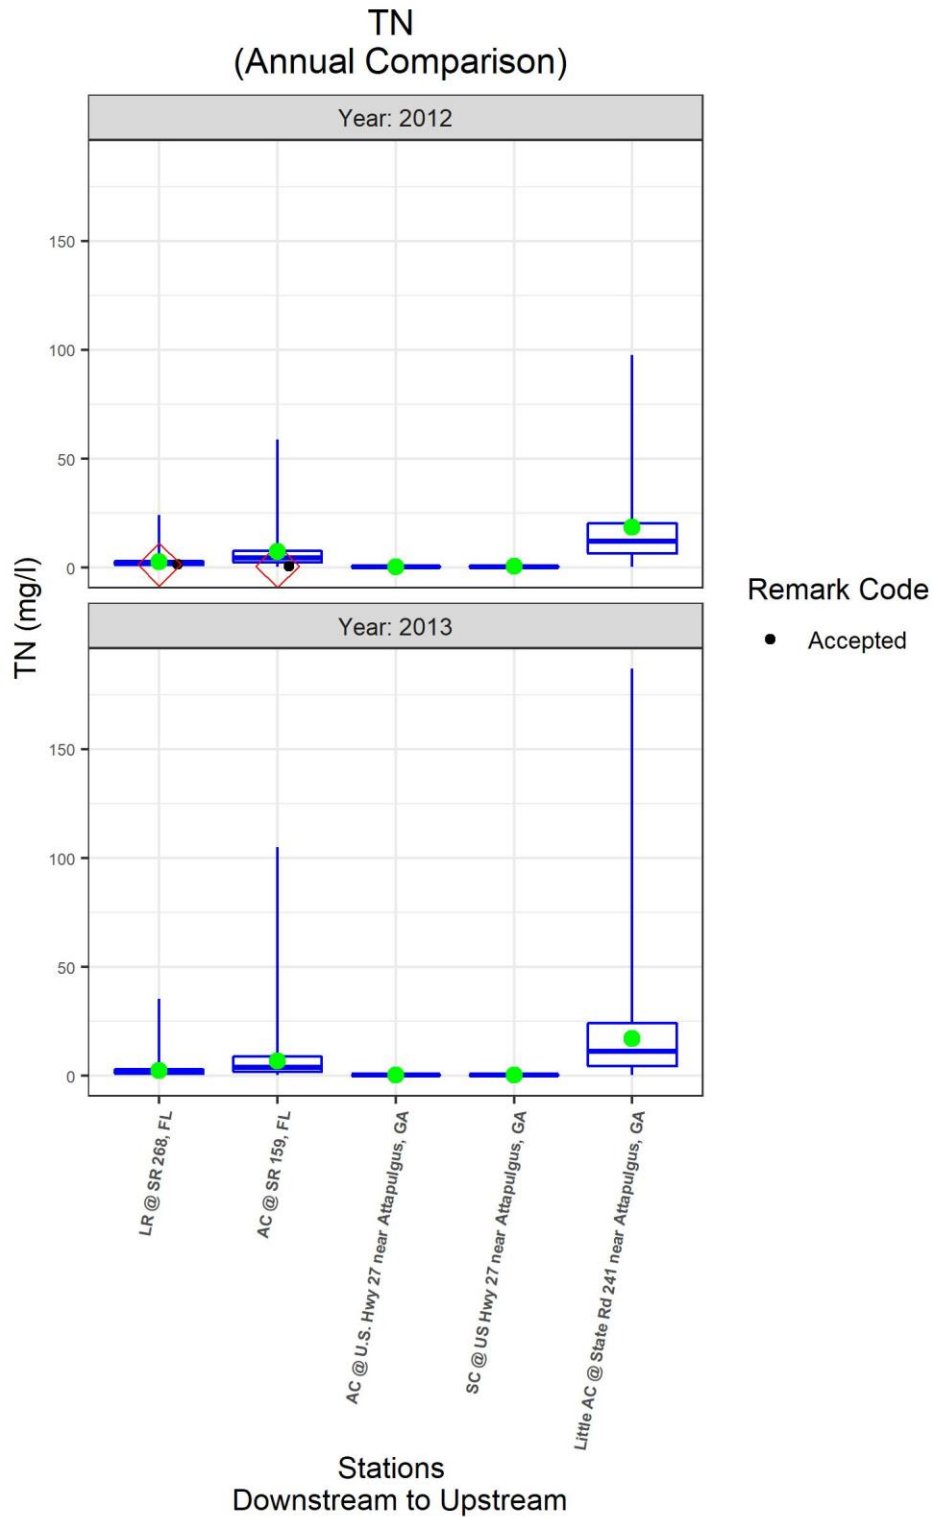 TN
(Annual Comparison)
Year: 2012
150
100
50
0
Year: 2013
150
100
50
0
TN (mg/l)
LR @ SR 268, FL
AC @ SR 159, FL
AC @ U.S. Hwy 27 near Attapulgus, GA
SC @ US Hwy 27 near Attapulgus, GA
Little AC @ State Rd 241 near Attapulgus, GA
Stations
Downstream to Upstream
Remark Code
Accepted